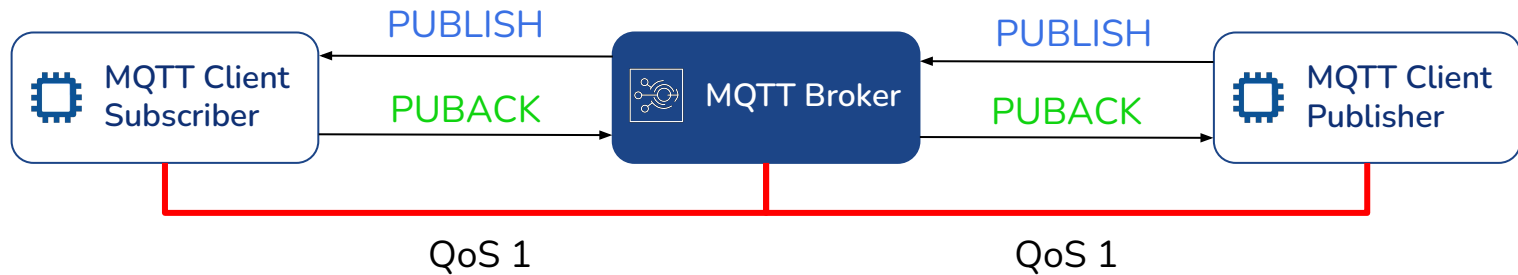 PUBLISH
PUBLISH
MQTT Client
Subscriber
MQTT Broker
MQTT Client
Publisher
PUBACK
PUBACK
QoS 1
QoS 1